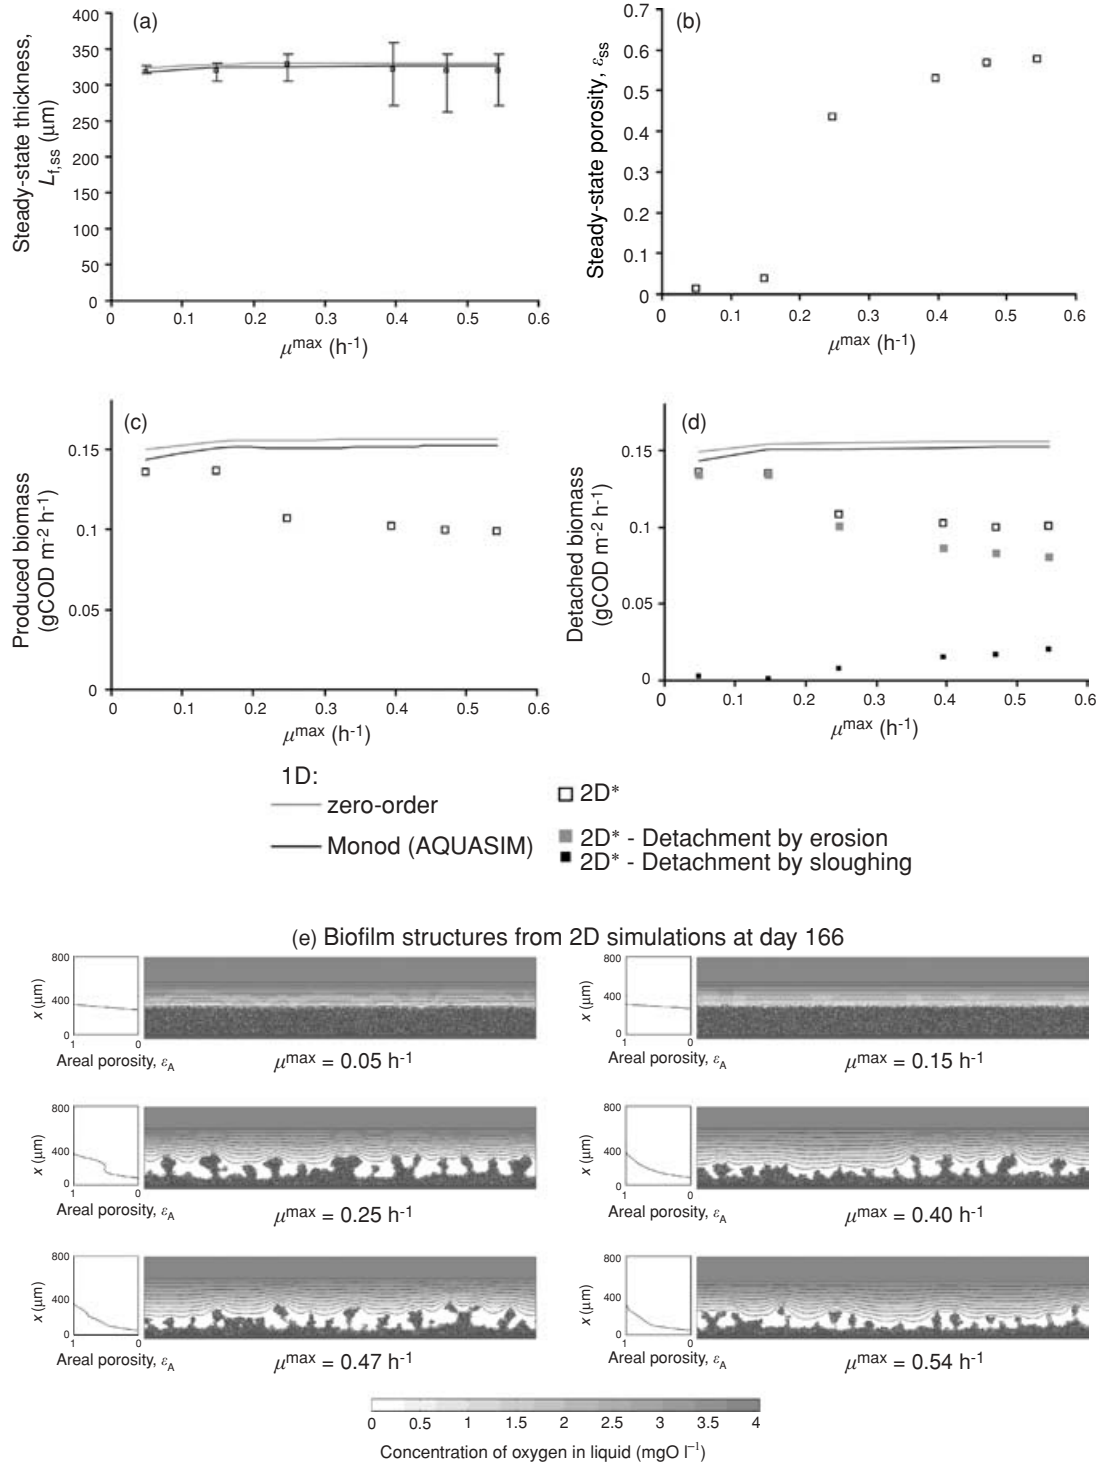 (a)
Steady-state thickness,
L_f,ss (μm)
400
350
300
250
200
150
100
50
0
0 0.1 0.2 0.3 0.4 0.5 0.6
μ^max (h^-1)
(b)
Steady-state porosity, ε_ss
0.7
0.6
0.5
0.4
0.3
0.2
0.1
0
0 0.1 0.2 0.3 0.4 0.5 0.6
μ^max (h^-1)
(c)
Produced biomass
(gCOD m^-2 h^-1)
0.15
0.1
0.05
0
0 0.1 0.2 0.3 0.4 0.5 0.6
μ^max (h^-1)
(d)
Detached biomass
(gCOD m^-2 h^-1)
0.15
0.1
0.05
0
0 0.1 0.2 0.3 0.4 0.5 0.6
μ^max (h^-1)
1D:
zero-order
Monod (AQUASIM)
2D*
2D* - Detachment by erosion
2D* - Detachment by sloughing
(e) Biofilm structures from 2D simulations at day 166
800
400
0
x (μm)
1 0
Areal porosity, ε_A
μ^max = 0.05 h^-1
800
400
0
x (μm)
1 0
Areal porosity, ε_A
μ^max = 0.15 h^-1
800
400
0
x (μm)
1 0
Areal porosity, ε_A
μ^max = 0.25 h^-1
800
400
0
x (μm)
1 0
Areal porosity, ε_A
μ^max = 0.40 h^-1
800
400
0
x (μm)
1 0
Areal porosity, ε_A
μ^max = 0.47 h^-1
800
400
0
x (μm)
1 0
Areal porosity, ε_A
μ^max = 0.54 h^-1
0 0.5 1 1.5 2 2.5 3 3.5 4
Concentration of oxygen in liquid (mgO l^-1)